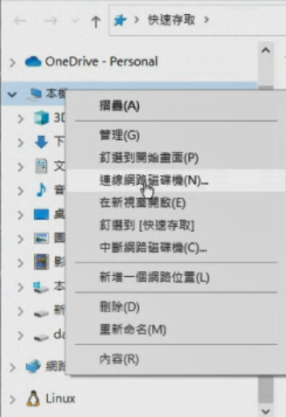 快速存取
OneDrive - Personal
本機
摺疊(A)
3D
管理(G)
下
釘選到開始畫面(P)
文
連線網路磁碟機(N)...
音
在新視窗開啟(E)
桌
釘選到 [快速存取]
圖
中斷網路磁碟機(C)...
影
新增一個網路位置(L)
本
刪除(D)
新
重新命名(M)
da
內容(R)
網路
Linux